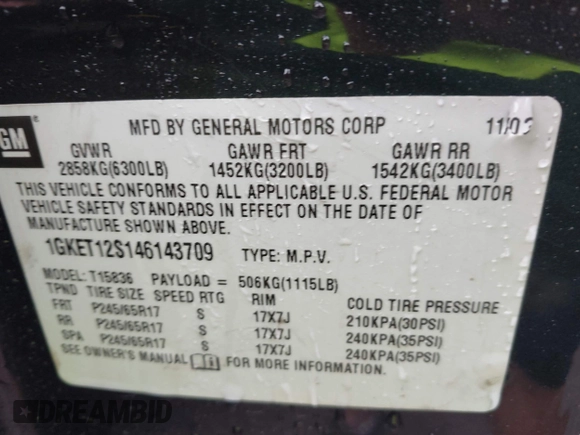 GM
MFD BY GENERAL MOTORS CORP 11/03
GVWR GAWR FRT GAWR RR
2858KG(6300LB) 1452KG(3200LB) 1542KG(3400LB)
THIS VEHICLE CONFORMS TO ALL APPLICABLE U.S. FEDERAL MOTOR
VEHICLE SAFETY STANDARDS IN EFFECT ON THE DATE OF
MANUFACTURE SHOWN ABOVE.
1GKET12S146143709 TYPE: M.P.V.
MODEL: T15836 PAYLOAD = 506KG(1115LB)
TPND TIRE SIZE SPEED RTG RIM COLD TIRE PRESSURE
FRT P245/65R17 S 17X7J 210KPA(30PSI)
RR P245/65R17 S 17X7J 240KPA(35PSI)
SPA P245/65R17 S 17X7J 240KPA(35PSI)
SEE OWNER'S MANUAL FOR MORE INFORMATION.
DREAMBID